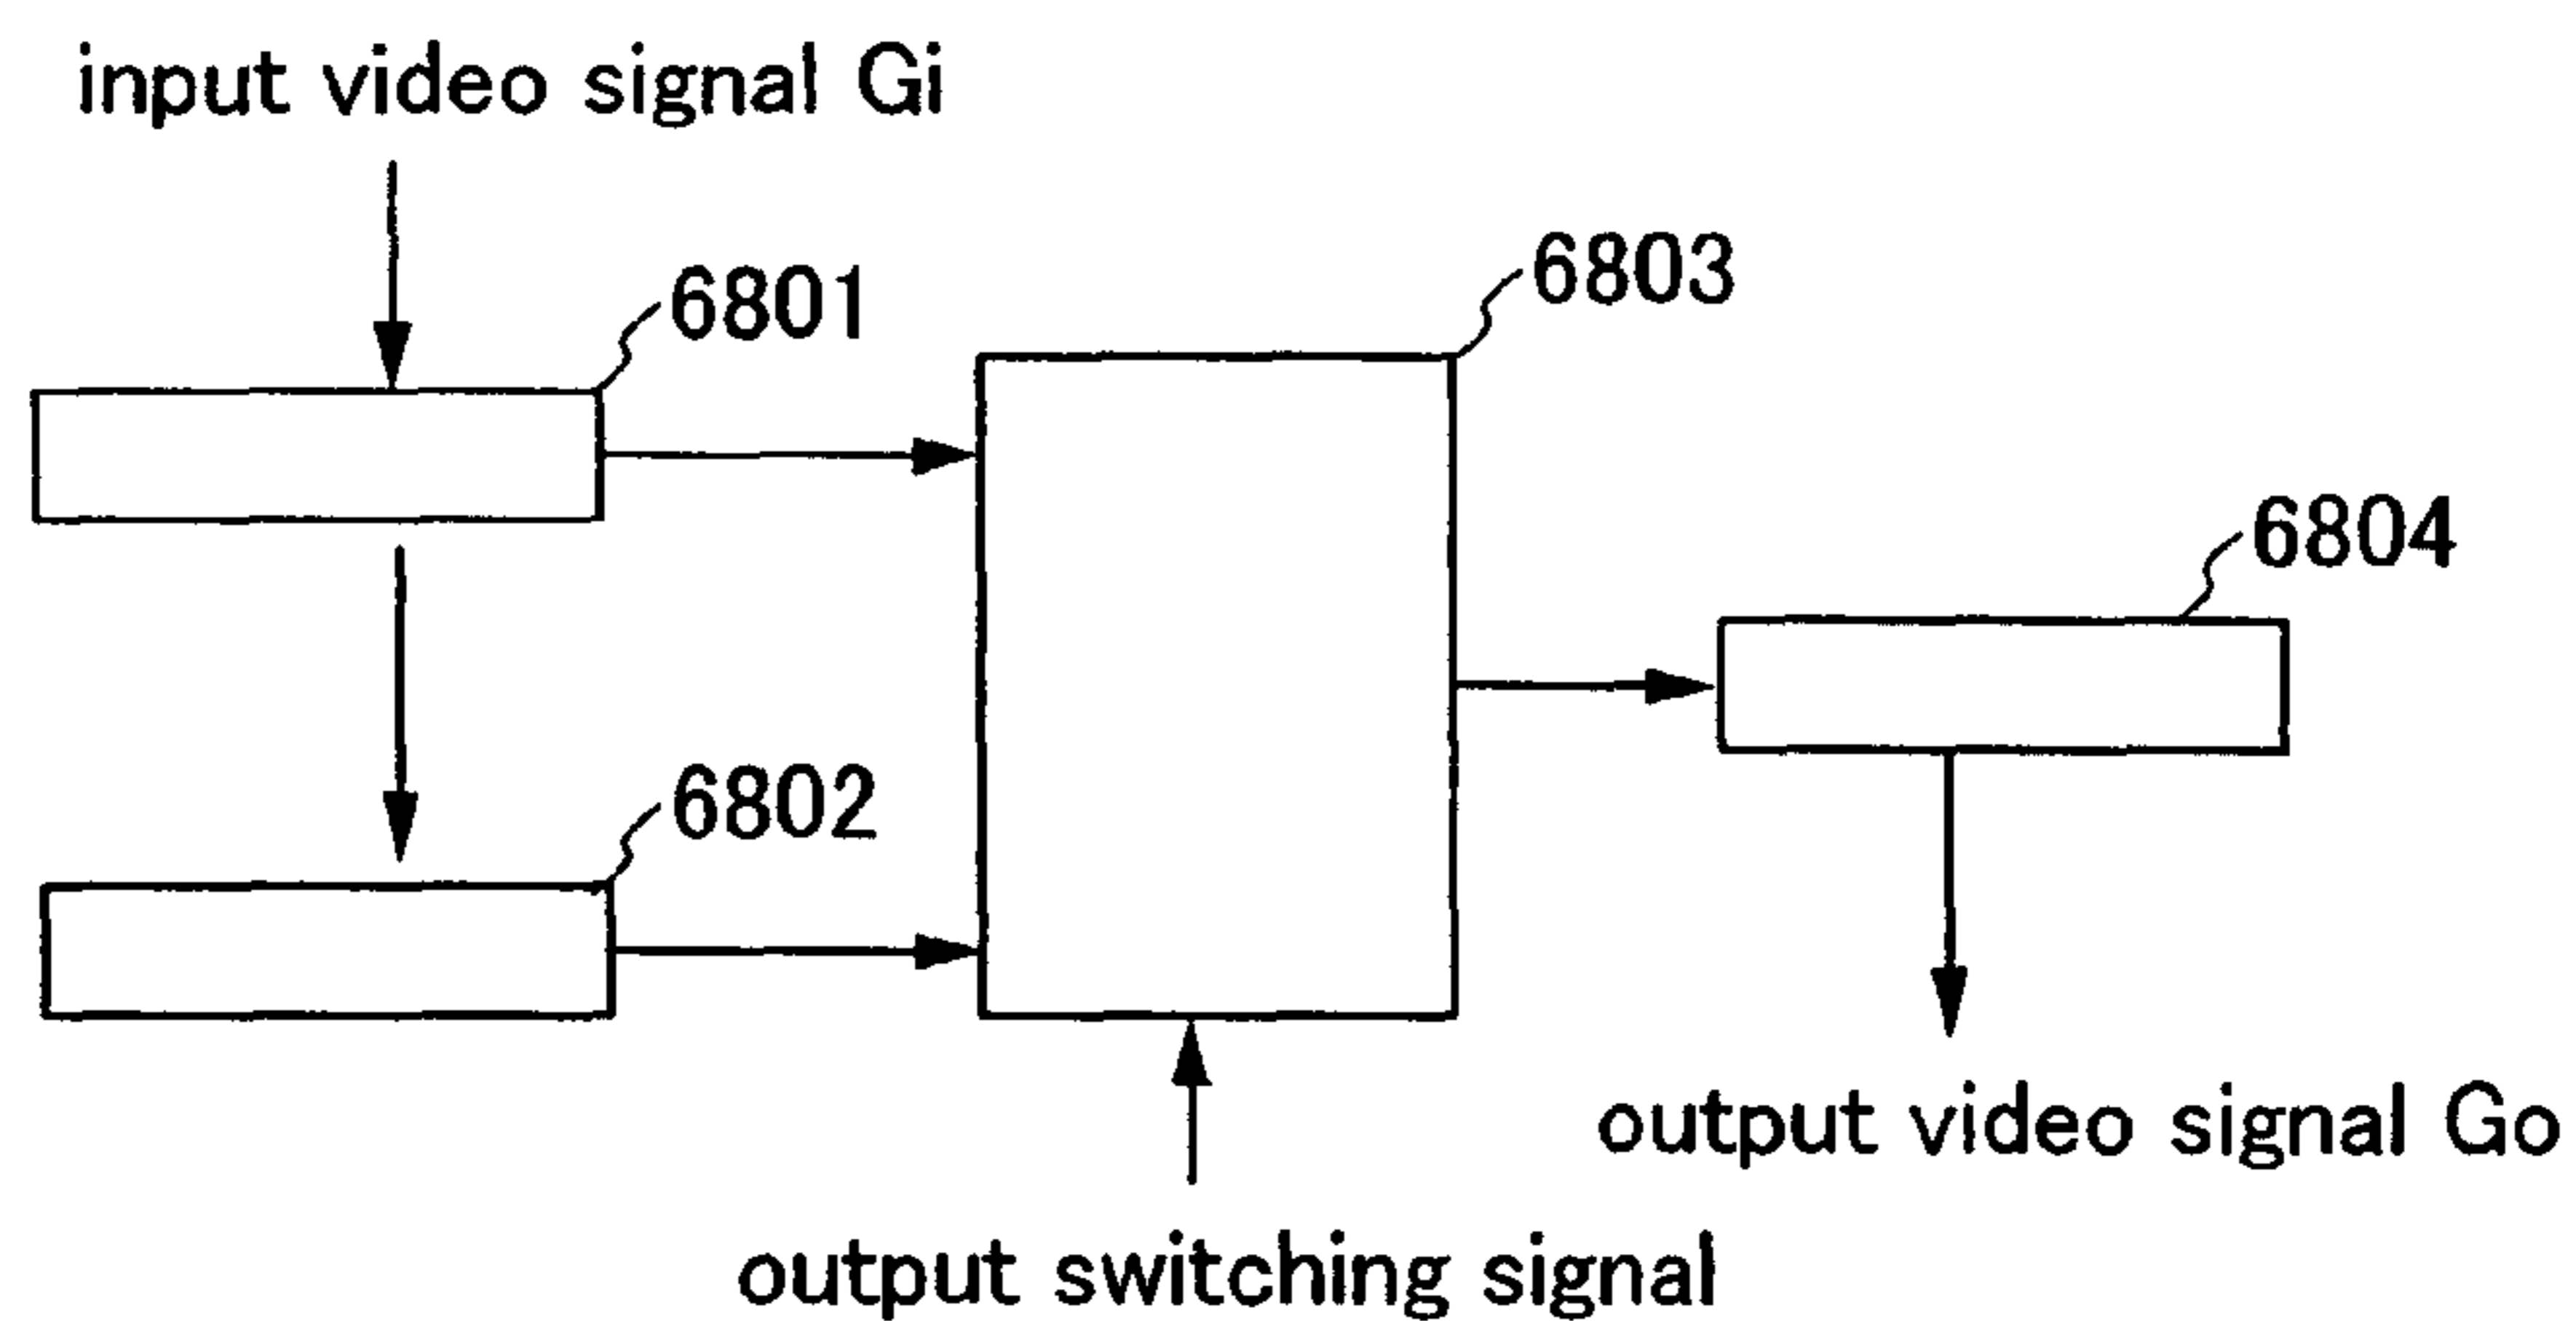 input video signal Gi
6801
6803
6804
6802
output video signal Go
output switching signal